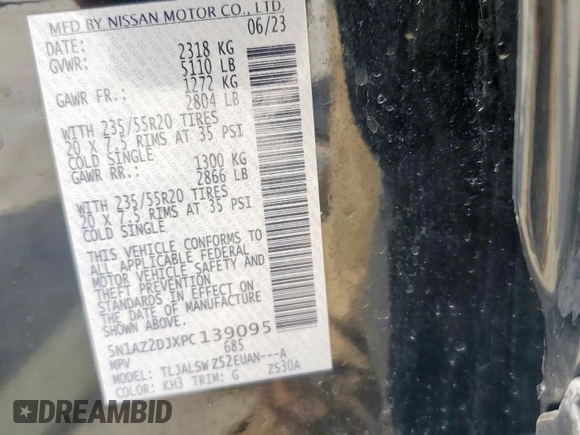 MFD BY NISSAN MOTOR CO., LTD.
DATE: 06/23
GVWR: 2318 KG
5110 LB
GAWR FR.: 1272 KG
2804 LB
WITH 235/55R20 TIRES
20 X 7.5 RIMS AT 35 PSI
COLD SINGLE
GAWR RR.: 1300 KG
2866 LB
WITH 235/55R20 TIRES
20 X 7.5 RIMS AT 35 PSI
COLD SINGLE
THIS VEHICLE CONFORMS TO
ALL APPLICABLE FEDERAL
MOTOR VEHICLE SAFETY AND
THEFT PREVENTION
STANDARDS IN EFFECT ON
THE DATE OF MANUFACTURE
SHOWN ABOVE.
5N1AZ2DJXPC139095
MPV 685
MODEL: TLJALSWZ52EUAN---A
COLOR: KH3 TRIM: G ZS30A
DREAMBID